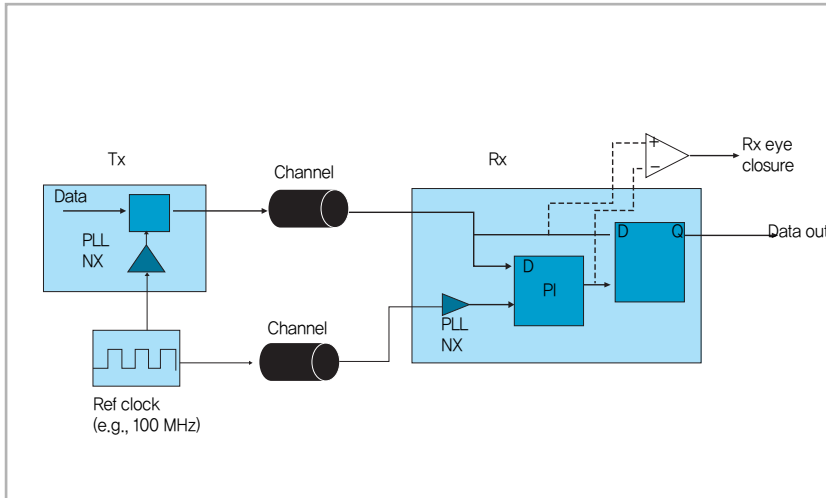 Tx
Data
PLL
NX
Ref clock
(e.g., 100 MHz)
Channel
Channel
Rx
D
PI
PLL
NX
D Q
+
−
Rx eye
closure
Data out